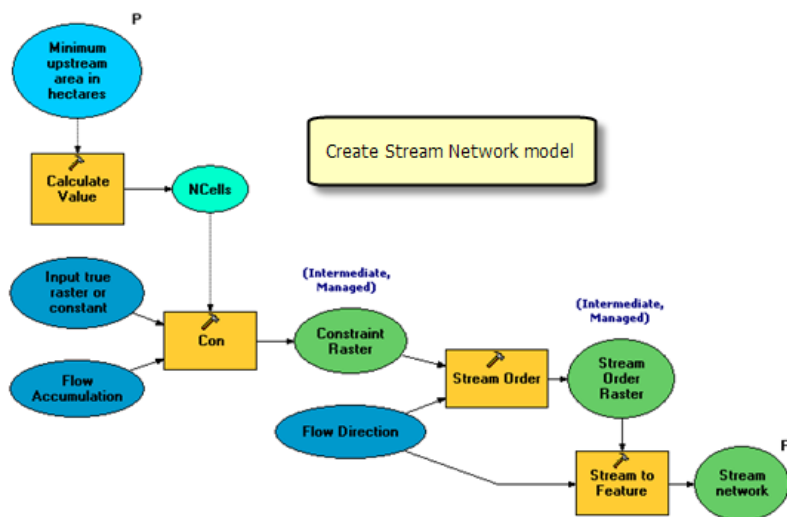 P
Minimum
upstream
area in
hectares
Create Stream Network model
Calculate
Value
NCells
Input true
raster or
constant
(Intermediate,
Managed)
Con
Constraint
Raster
(Intermediate,
Managed)
Flow
Accumulation
Stream Order
Stream
Order
Raster
Flow Direction
P
Stream to
Feature
Stream
network